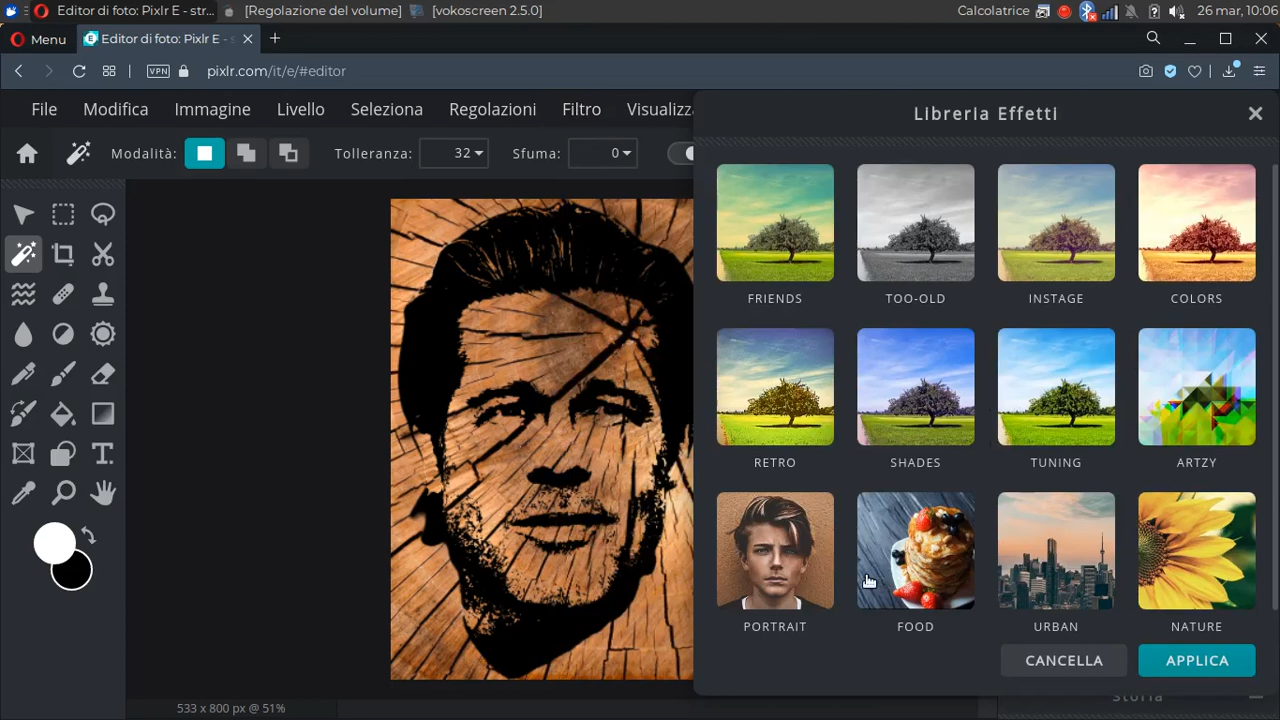 Editor di foto: Pixlr E - str...
[Regolazione del volume]
[vokoscreen 2.5.0]
Calcolatrice
26 mar, 10:06
Menu
Editor di foto: Pixlr E -
VPN
pixlr.com/it/e/#editor
File
Modifica
Immagine
Livello
Seleziona
Regolazioni
Filtro
Visualizz
Modalità:
Tolleranza:
32
Sfuma:
0
Libreria Effetti
FRIENDS
TOO-OLD
INSTAGE
COLORS
RETRO
SHADES
TUNING
ARTZY
PORTRAIT
FOOD
URBAN
NATURE
CANCELLA
APPLICA
Storia
533 x 800 px @ 51%